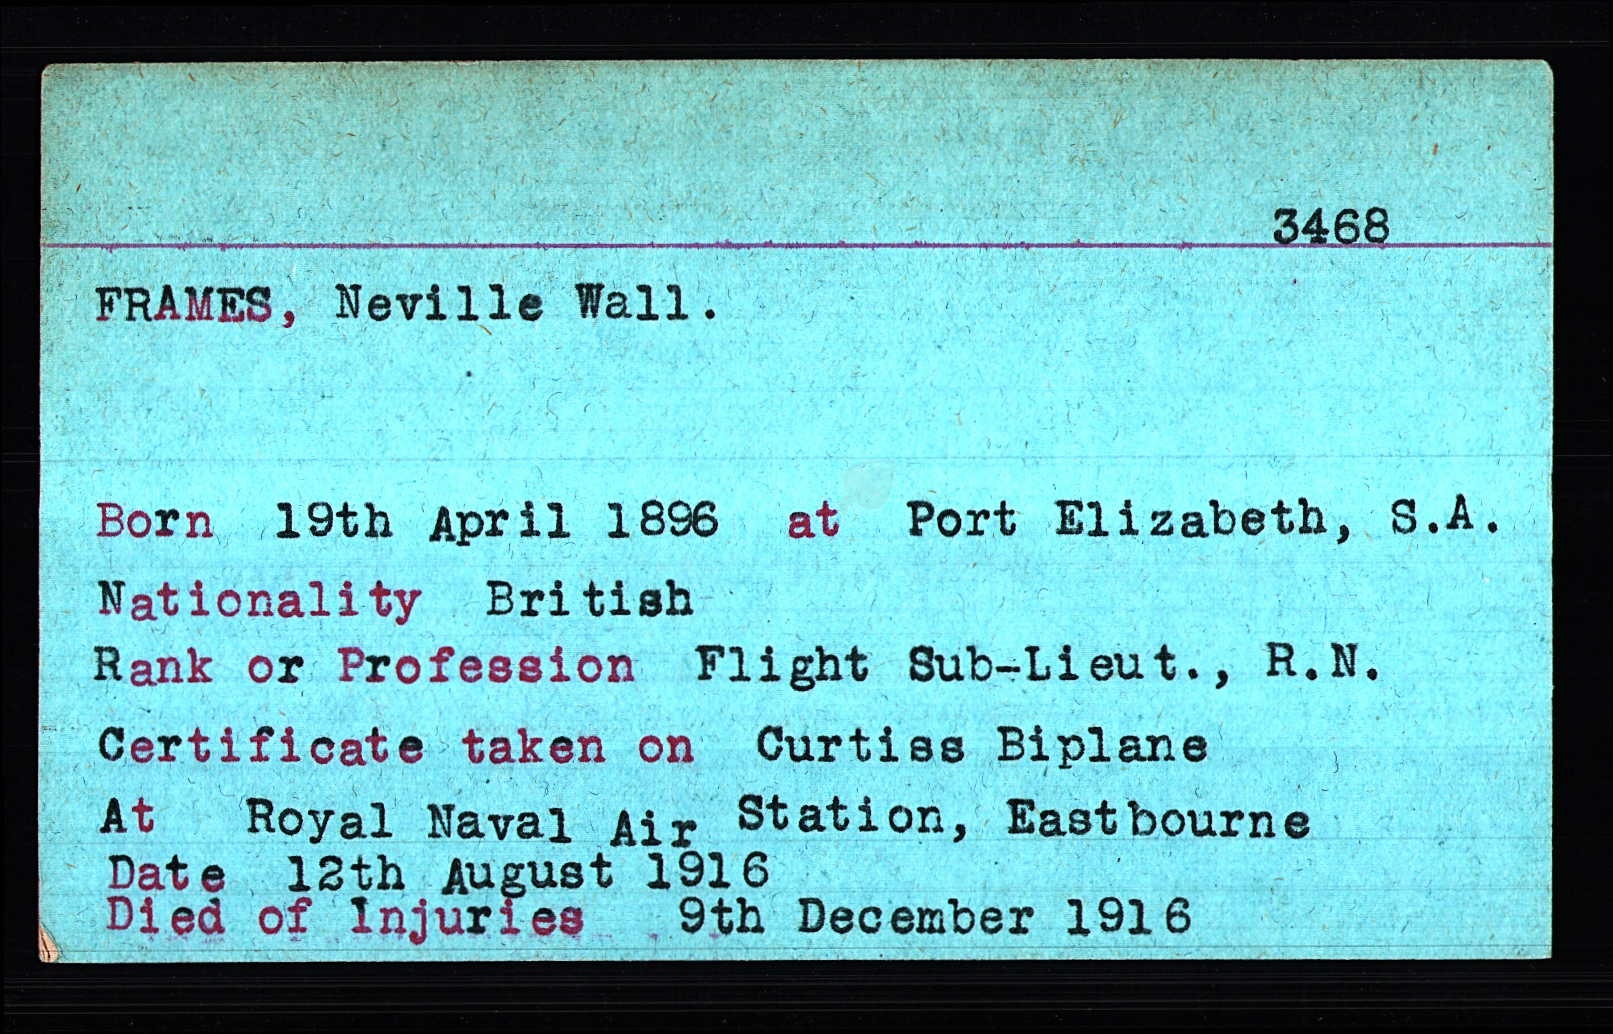 3468
FRAMES, Neville Wall.
Born 19th April 1896 at Port Elizabeth, S.A.
Nationality British
Rank or Profession Flight Sub-Lieut., R.N.
Certificate taken on Curtiss Biplane
At Royal Naval Air Station, Eastbourne
Date 12th August 1916
Died of Injuries 9th December 1916